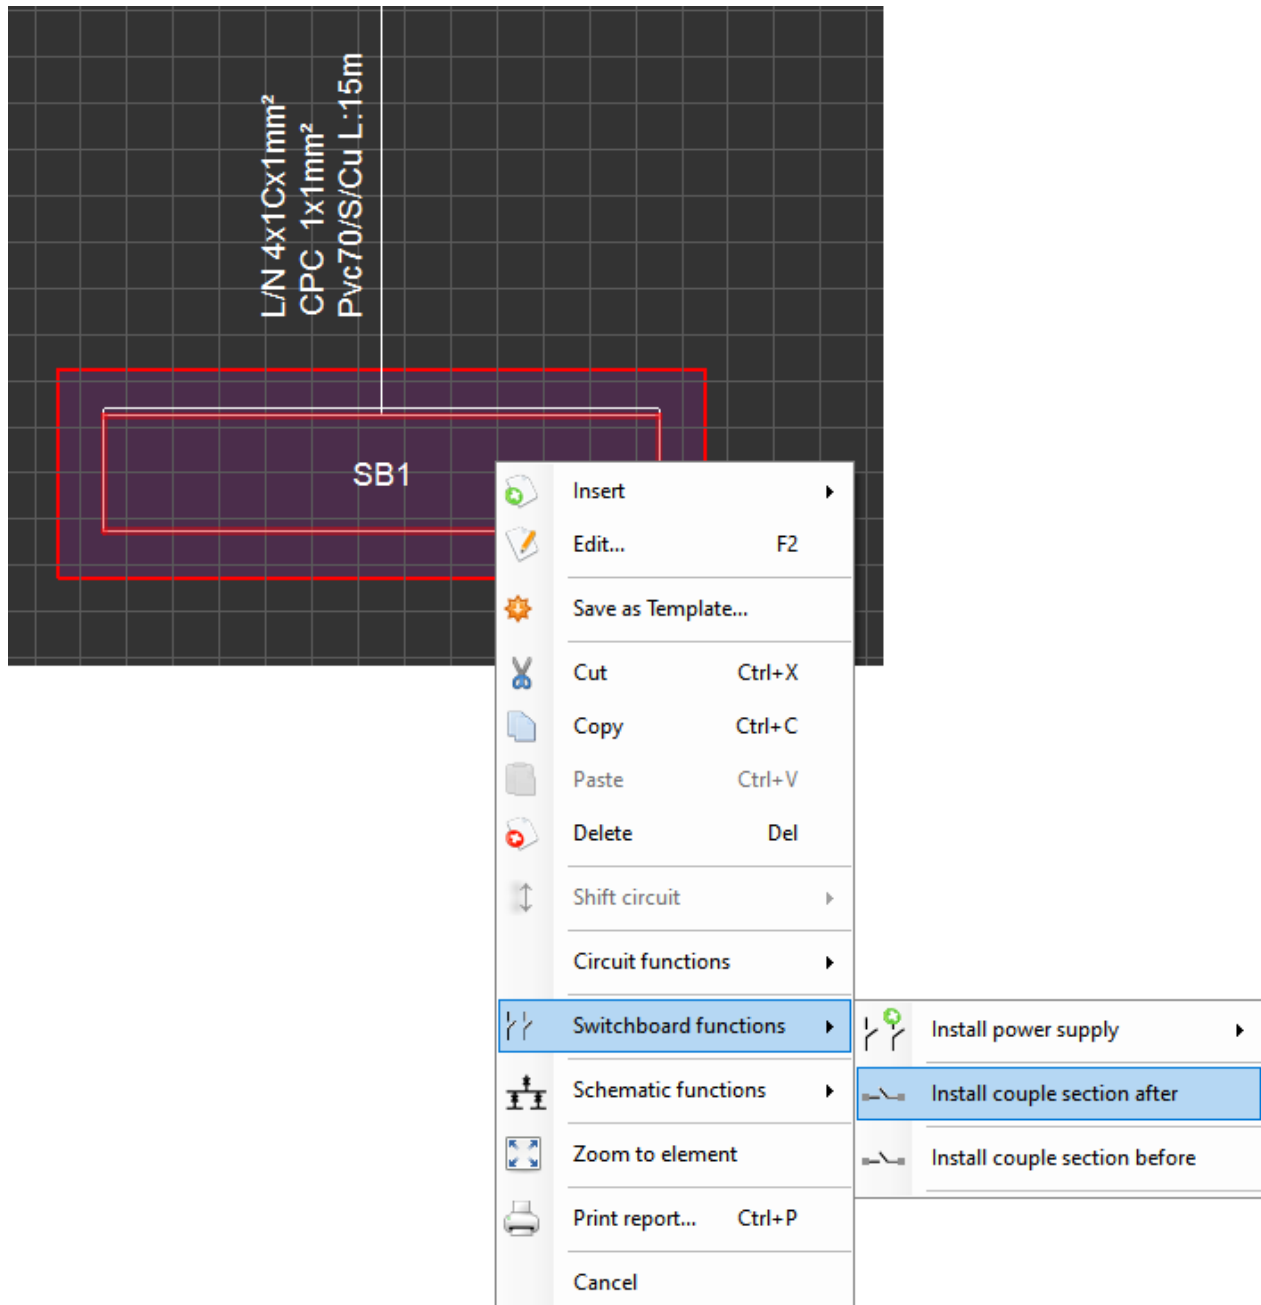 L/N 4x1Cx1mm²
CPC 1x1mm²
Pvc70/S/Cu L:15m
SB1
Insert
Edit... F2
Save as Template...
Cut Ctrl+X
Copy Ctrl+C
Paste Ctrl+V
Delete Del
Shift circuit
Circuit functions
Switchboard functions
Install power supply
Schematic functions
Install couple section after
Zoom to element
Install couple section before
Print report... Ctrl+P
Cancel